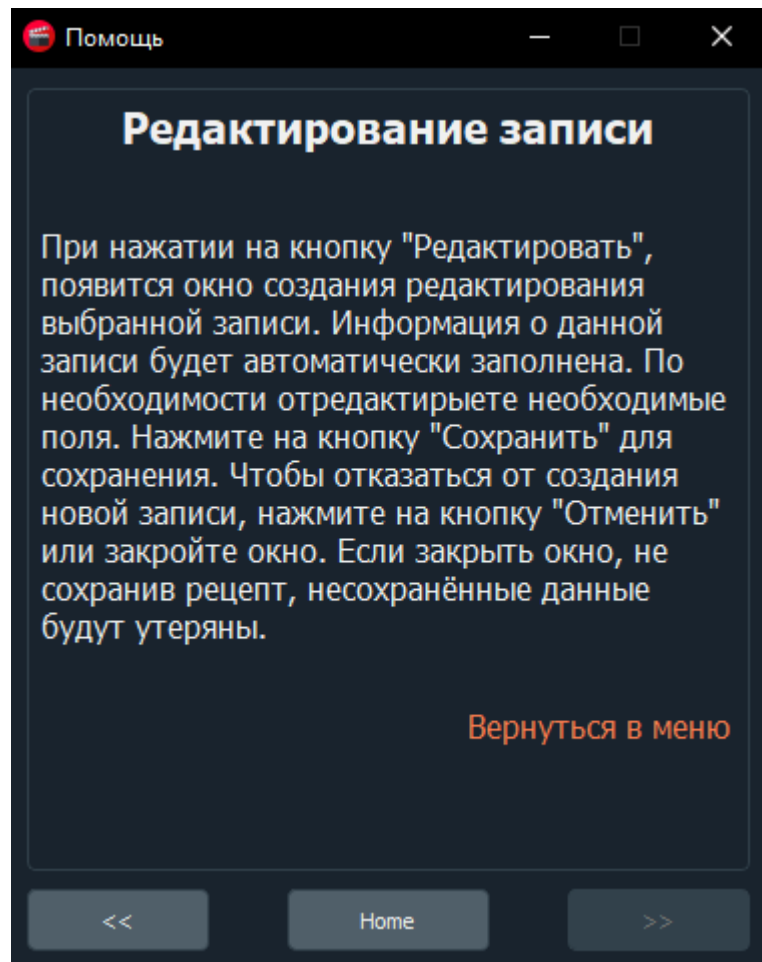 Помощь
Редактирование записи
При нажатии на кнопку "Редактировать",
появится окно создания редактирования
выбранной записи. Информация о данной
записи будет автоматически заполнена. По
необходимости отредактирыете необходимые
поля. Нажмите на кнопку "Сохранить" для
сохранения. Чтобы отказаться от создания
новой записи, нажмите на кнопку "Отменить"
или закройте окно. Если закрыть окно, не
сохранив рецепт, несохранённые данные
будут утеряны.
Вернуться в меню
<< Home >>